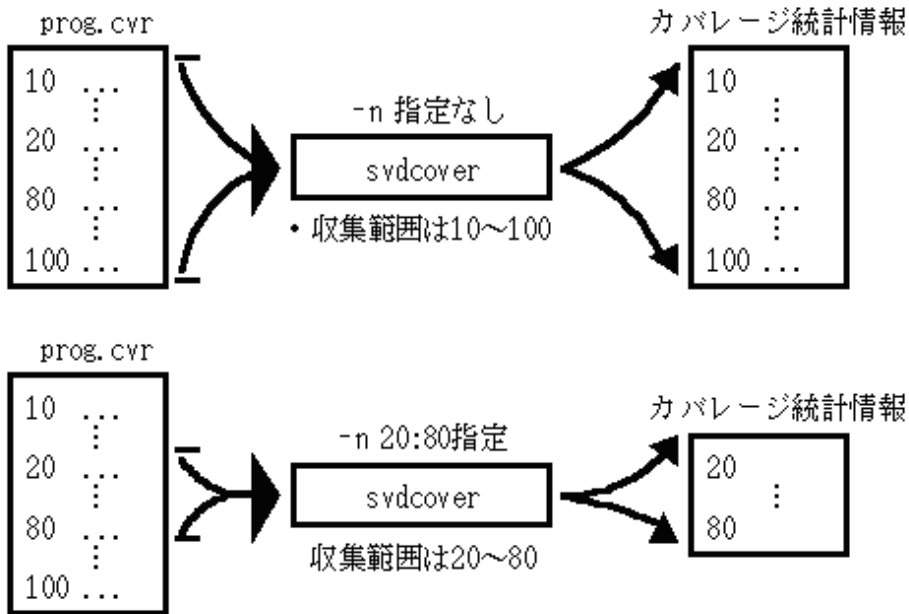 prog.cvr
10 ...
⋮
20 ...
⋮
80 ...
⋮
100 ...
-n 指定なし
svdcover
・収集範囲は10～100
カバレージ統計情報
10
⋮
20 ...
⋮
80 ...
⋮
100 ...
prog.cvr
10 ...
⋮
20 ...
⋮
80 ...
⋮
100 ...
-n 20:80指定
svdcover
収集範囲は20～80
カバレージ統計情報
20
⋮
80